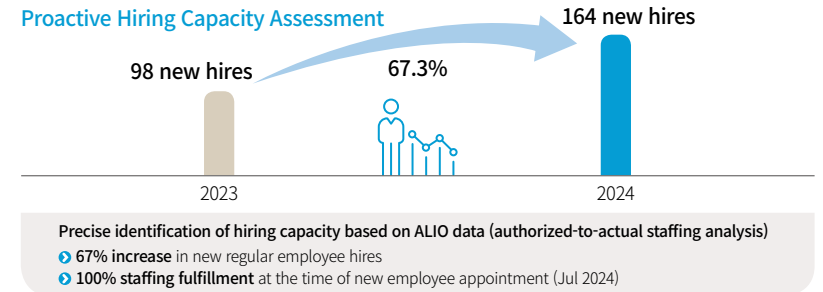 Proactive Hiring Capacity Assessment
164 new hires
98 new hires
67.3%
2023
2024
Precise identification of hiring capacity based on ALIO data (authorized-to-actual staffing analysis)
67% increase in new regular employee hires
100% staffing fulfillment at the time of new employee appointment (Jul 2024)